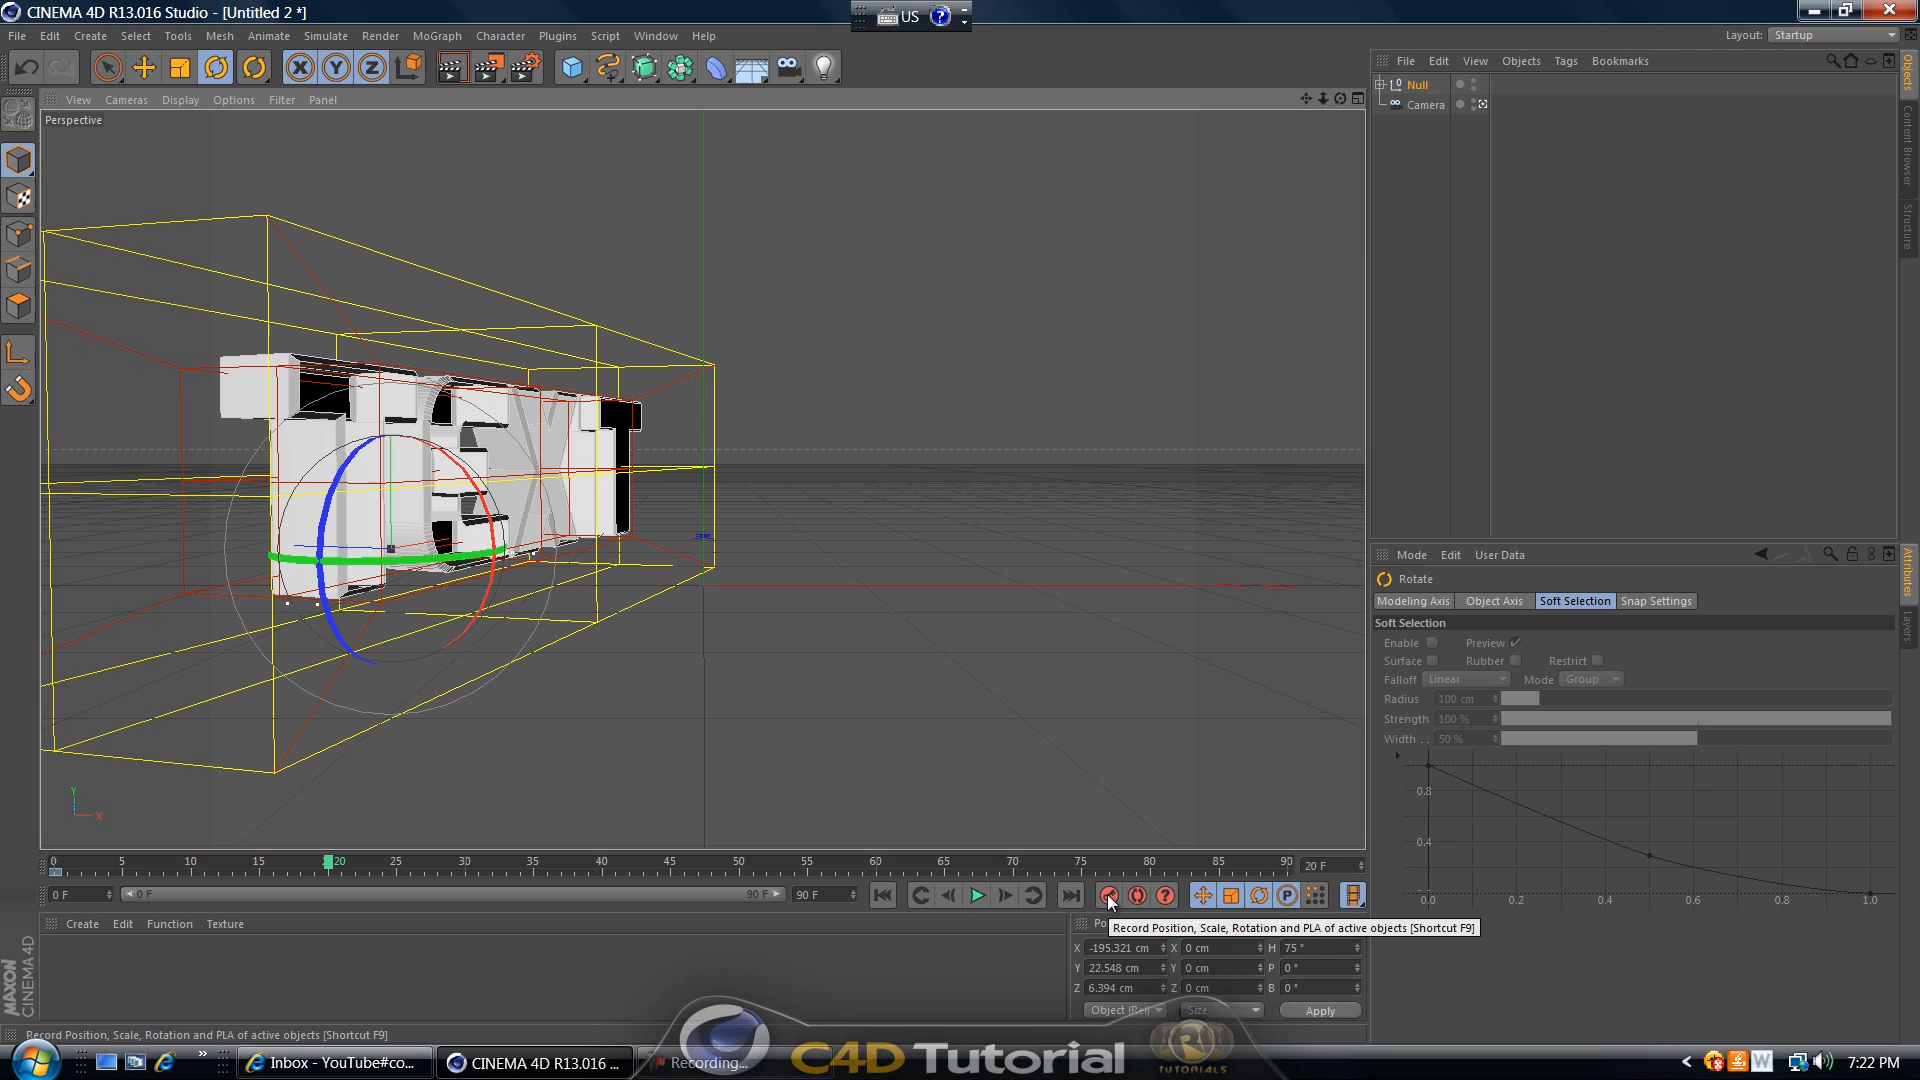 CINEMA 4D R13.016 Studio - [Untitled 2 *]
US
File Edit Create Select Tools Mesh Animate Simulate Render MoGraph Character Plugins Script Window Help
Layout: Startup
File Edit View Objects Tags Bookmarks
View Cameras Display Options Filter Panel
Perspective
Null
Camera
Objects
Content Browser
Structure
TEXT
Y
X
Mode Edit User Data
Rotate
Modeling Axis Object Axis Soft Selection Snap Settings
Soft Selection
Enable Preview
Surface Rubber Restrict
Falloff Linear Mode Group
Radius 100 cm
Strength 100 %
Width . . 50 %
0.8
0.4
0.0 0.2 0.4 0.6 0.8 1.0
Attributes
Layers
0 5 10 15 20 25 30 35 40 45 50 55 60 65 70 75 80 85 90
20 F
0 F 0 F 90 F 90 F
P
Create Edit Function Texture
Record Position, Scale, Rotation and PLA of active objects [Shortcut F9]
X -195.321 cm X 0 cm H 75 °
Y 22.548 cm Y 0 cm P 0 °
Z 6.394 cm Z 0 cm B 0 °
Object (Rel) Size Apply
MAXON
CINEMA 4D
Record Position, Scale, Rotation and PLA of active objects [Shortcut F9]
C4D Tutorial
TUTORIALS
Inbox - YouTube#co...
CINEMA 4D R13.016 ...
Recording...
7:22 PM